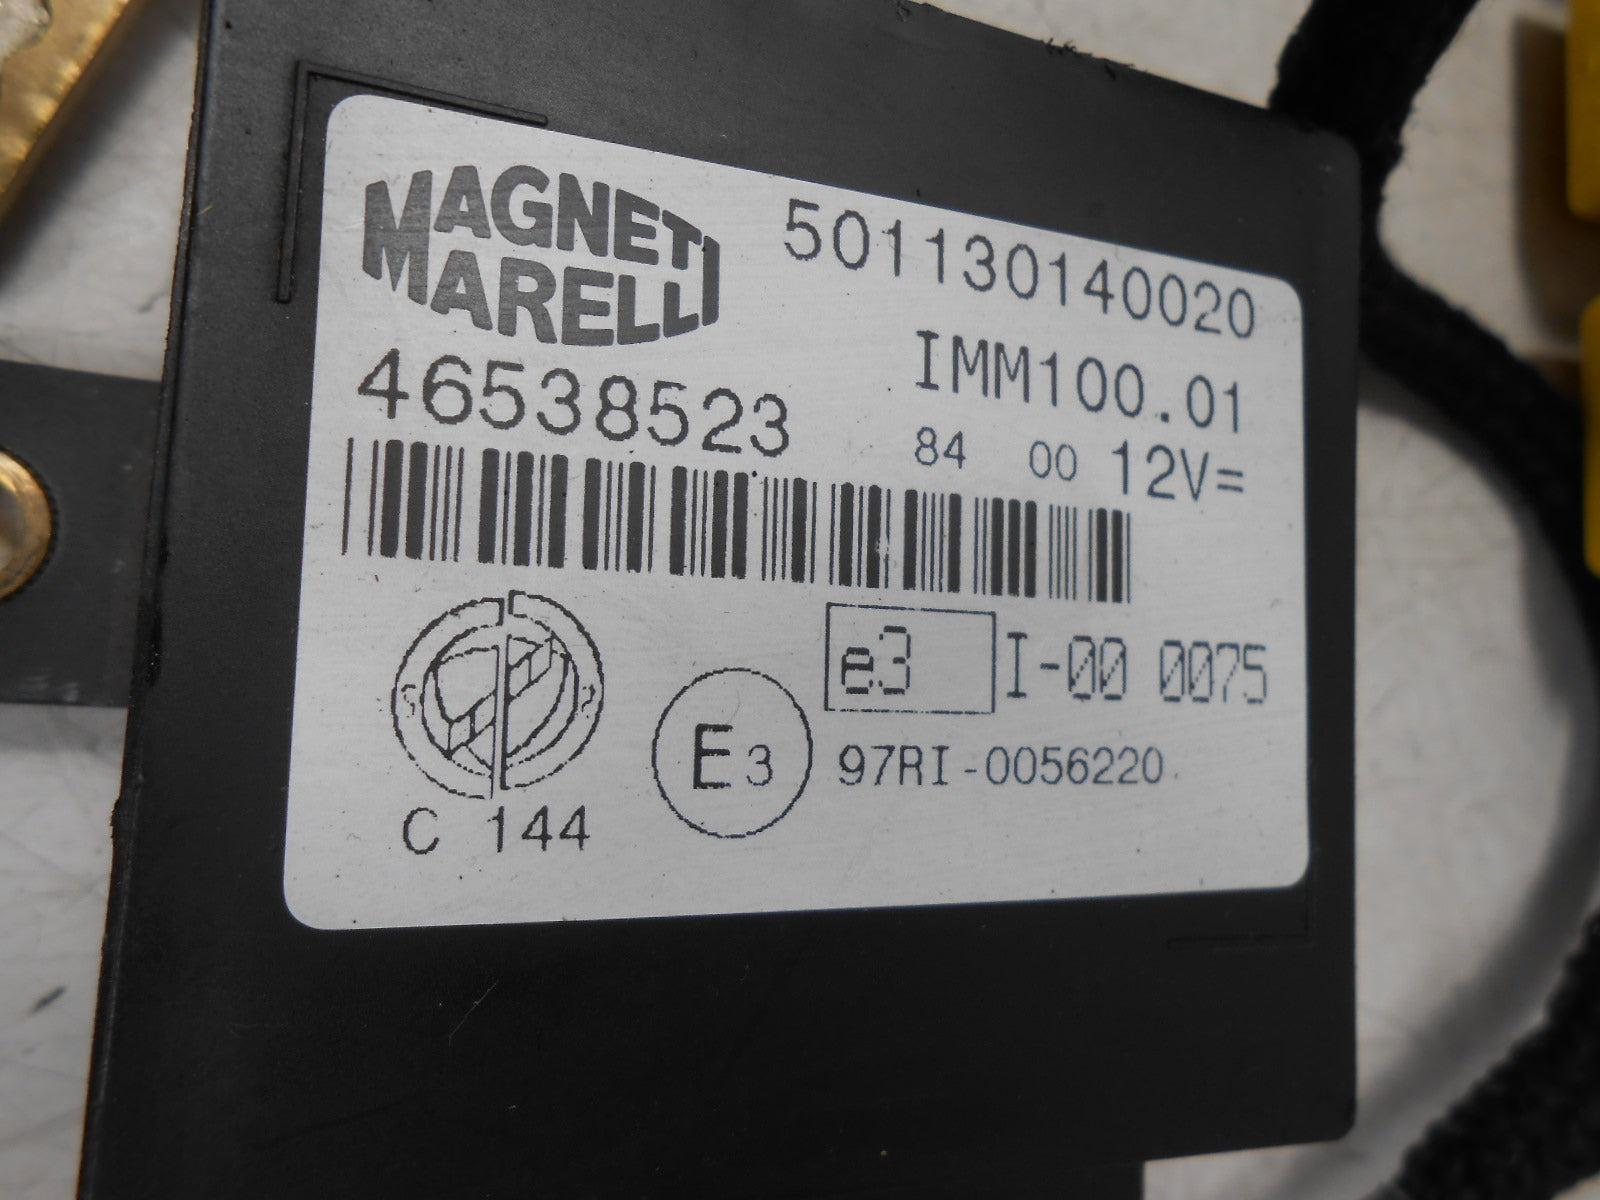 MAGNETI
MARELLI
501130140020
46538523
IMM100.01
84 00 12V=
e3 I-00 0075
E3 97RI-0056220
C 144